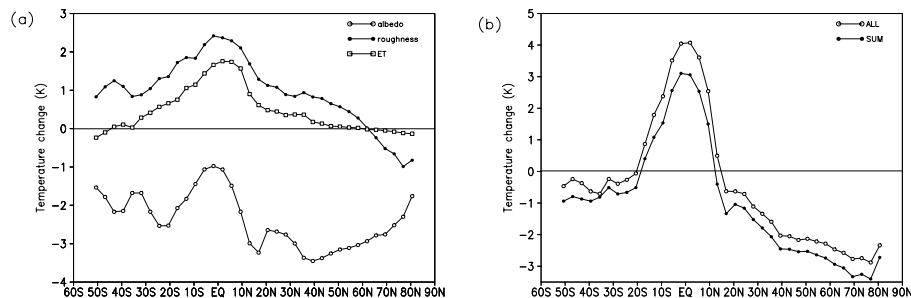 (a)
Temperature change (K)
3
2
1
0
−1
−2
−3
−4
albedo
roughness
ET
60S 50S 40S 30S 20S 10S EQ 10N 20N 30N 40N 50N 60N 70N 80N 90N
(b)
Temperature change (K)
5
4
3
2
1
0
−1
−2
−3
ALL
SUM
60S 50S 40S 30S 20S 10S EQ 10N 20N 30N 40N 50N 60N 70N 80N 90N